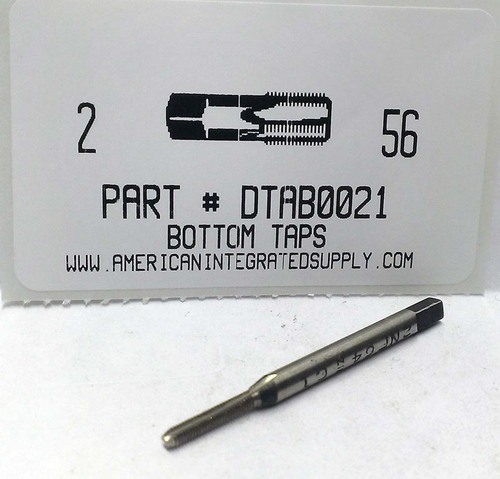 2 56
PART # DTAB0021
BOTTOM TAPS
WWW.AMERICANINTEGRATEDSUPPLY.COM